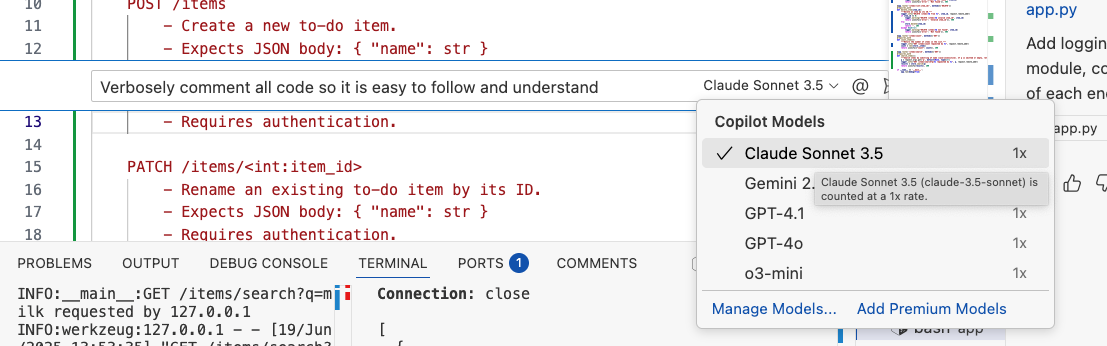 10 POST /items
11 - Create a new to-do item.
12 - Expects JSON body: { "name": str }
Verbosely comment all code so it is easy to follow and understand
Claude Sonnet 3.5
@
13 - Requires authentication.
14
15 PATCH /items/<int:item_id>
16 - Rename an existing to-do item by its ID.
17 - Expects JSON body: { "name": str }
18 - Requires authentication.
Copilot Models
Claude Sonnet 3.5 1x
Gemini 2.
Claude Sonnet 3.5 (claude-3.5-sonnet) is
counted at a 1x rate.
GPT-4.1 1x
GPT-4o 1x
o3-mini 1x
Manage Models... Add Premium Models
app.py
Add loggin
module, co
of each en
app.py
PROBLEMS OUTPUT DEBUG CONSOLE TERMINAL PORTS 1 COMMENTS
INFO:__main__:GET /items/search?q=m
ilk requested by 127.0.0.1
INFO:werkzeug:127.0.0.1 - - [19/Jun
/2025 13:53:35] "GET /items/search?
Connection: close
[
{
bash app